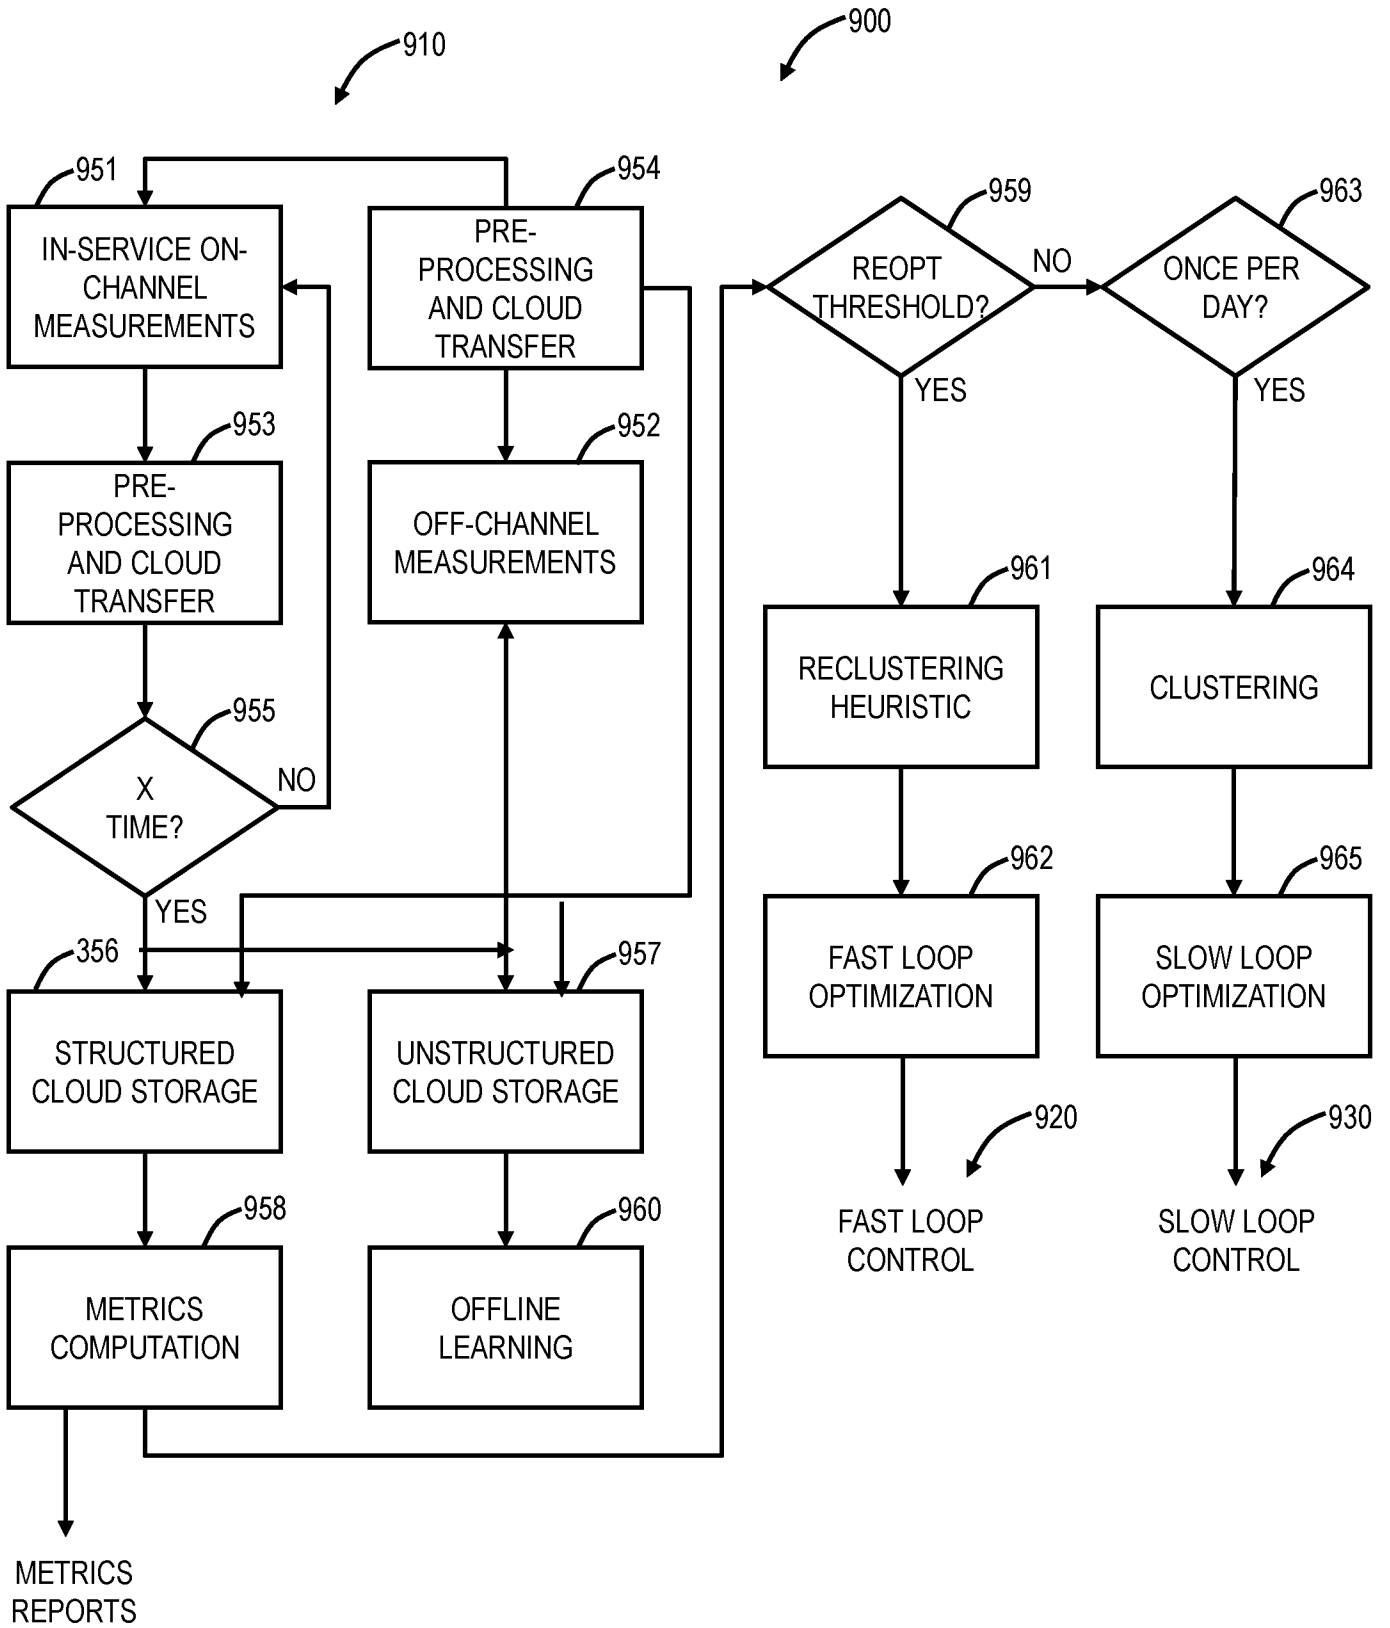 900
910
951
IN-SERVICE ON-
CHANNEL
MEASUREMENTS
954
PRE-
PROCESSING
AND CLOUD
TRANSFER
959
REOPT
THRESHOLD?
NO
YES
963
ONCE PER
DAY?
YES
953
PRE-
PROCESSING
AND CLOUD
TRANSFER
952
OFF-CHANNEL
MEASUREMENTS
961
RECLUSTERING
HEURISTIC
964
CLUSTERING
955
X
TIME?
NO
YES
962
FAST LOOP
OPTIMIZATION
965
SLOW LOOP
OPTIMIZATION
356
STRUCTURED
CLOUD STORAGE
957
UNSTRUCTURED
CLOUD STORAGE
920
FAST LOOP
CONTROL
930
SLOW LOOP
CONTROL
958
METRICS
COMPUTATION
960
OFFLINE
LEARNING
METRICS
REPORTS